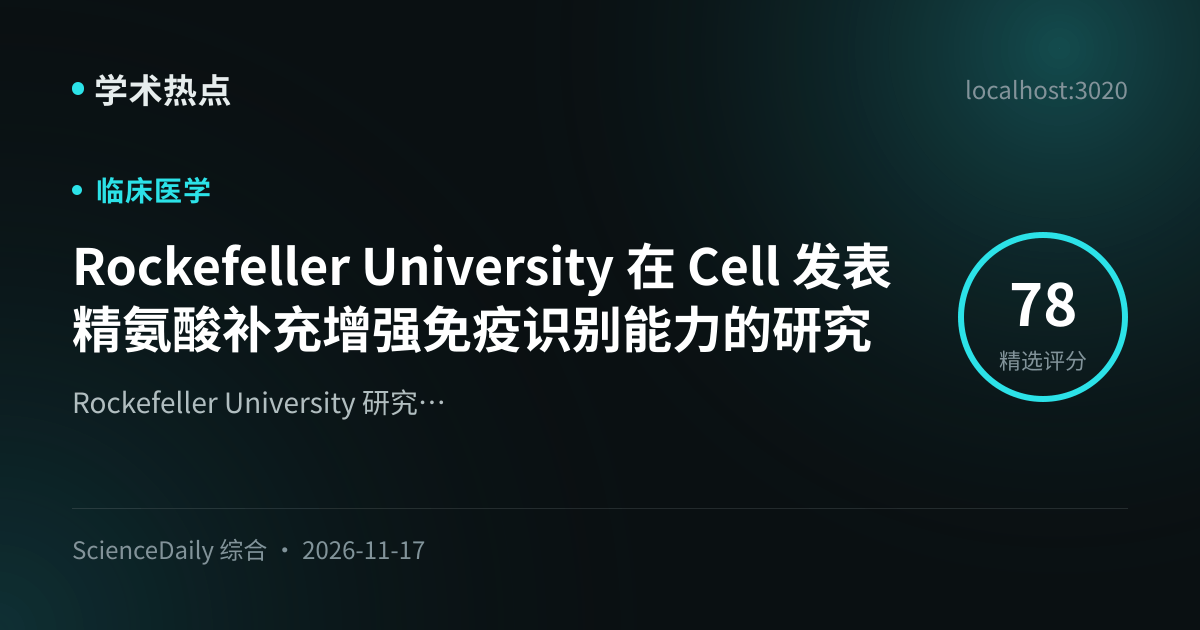 学术热点
localhost:3020
临床医学
Rockefeller University 在 Cell 发表
精氨酸补充增强免疫识别能力的研究
78
精选评分
Rockefeller University 研究…
ScienceDaily 综合 · 2026-11-17